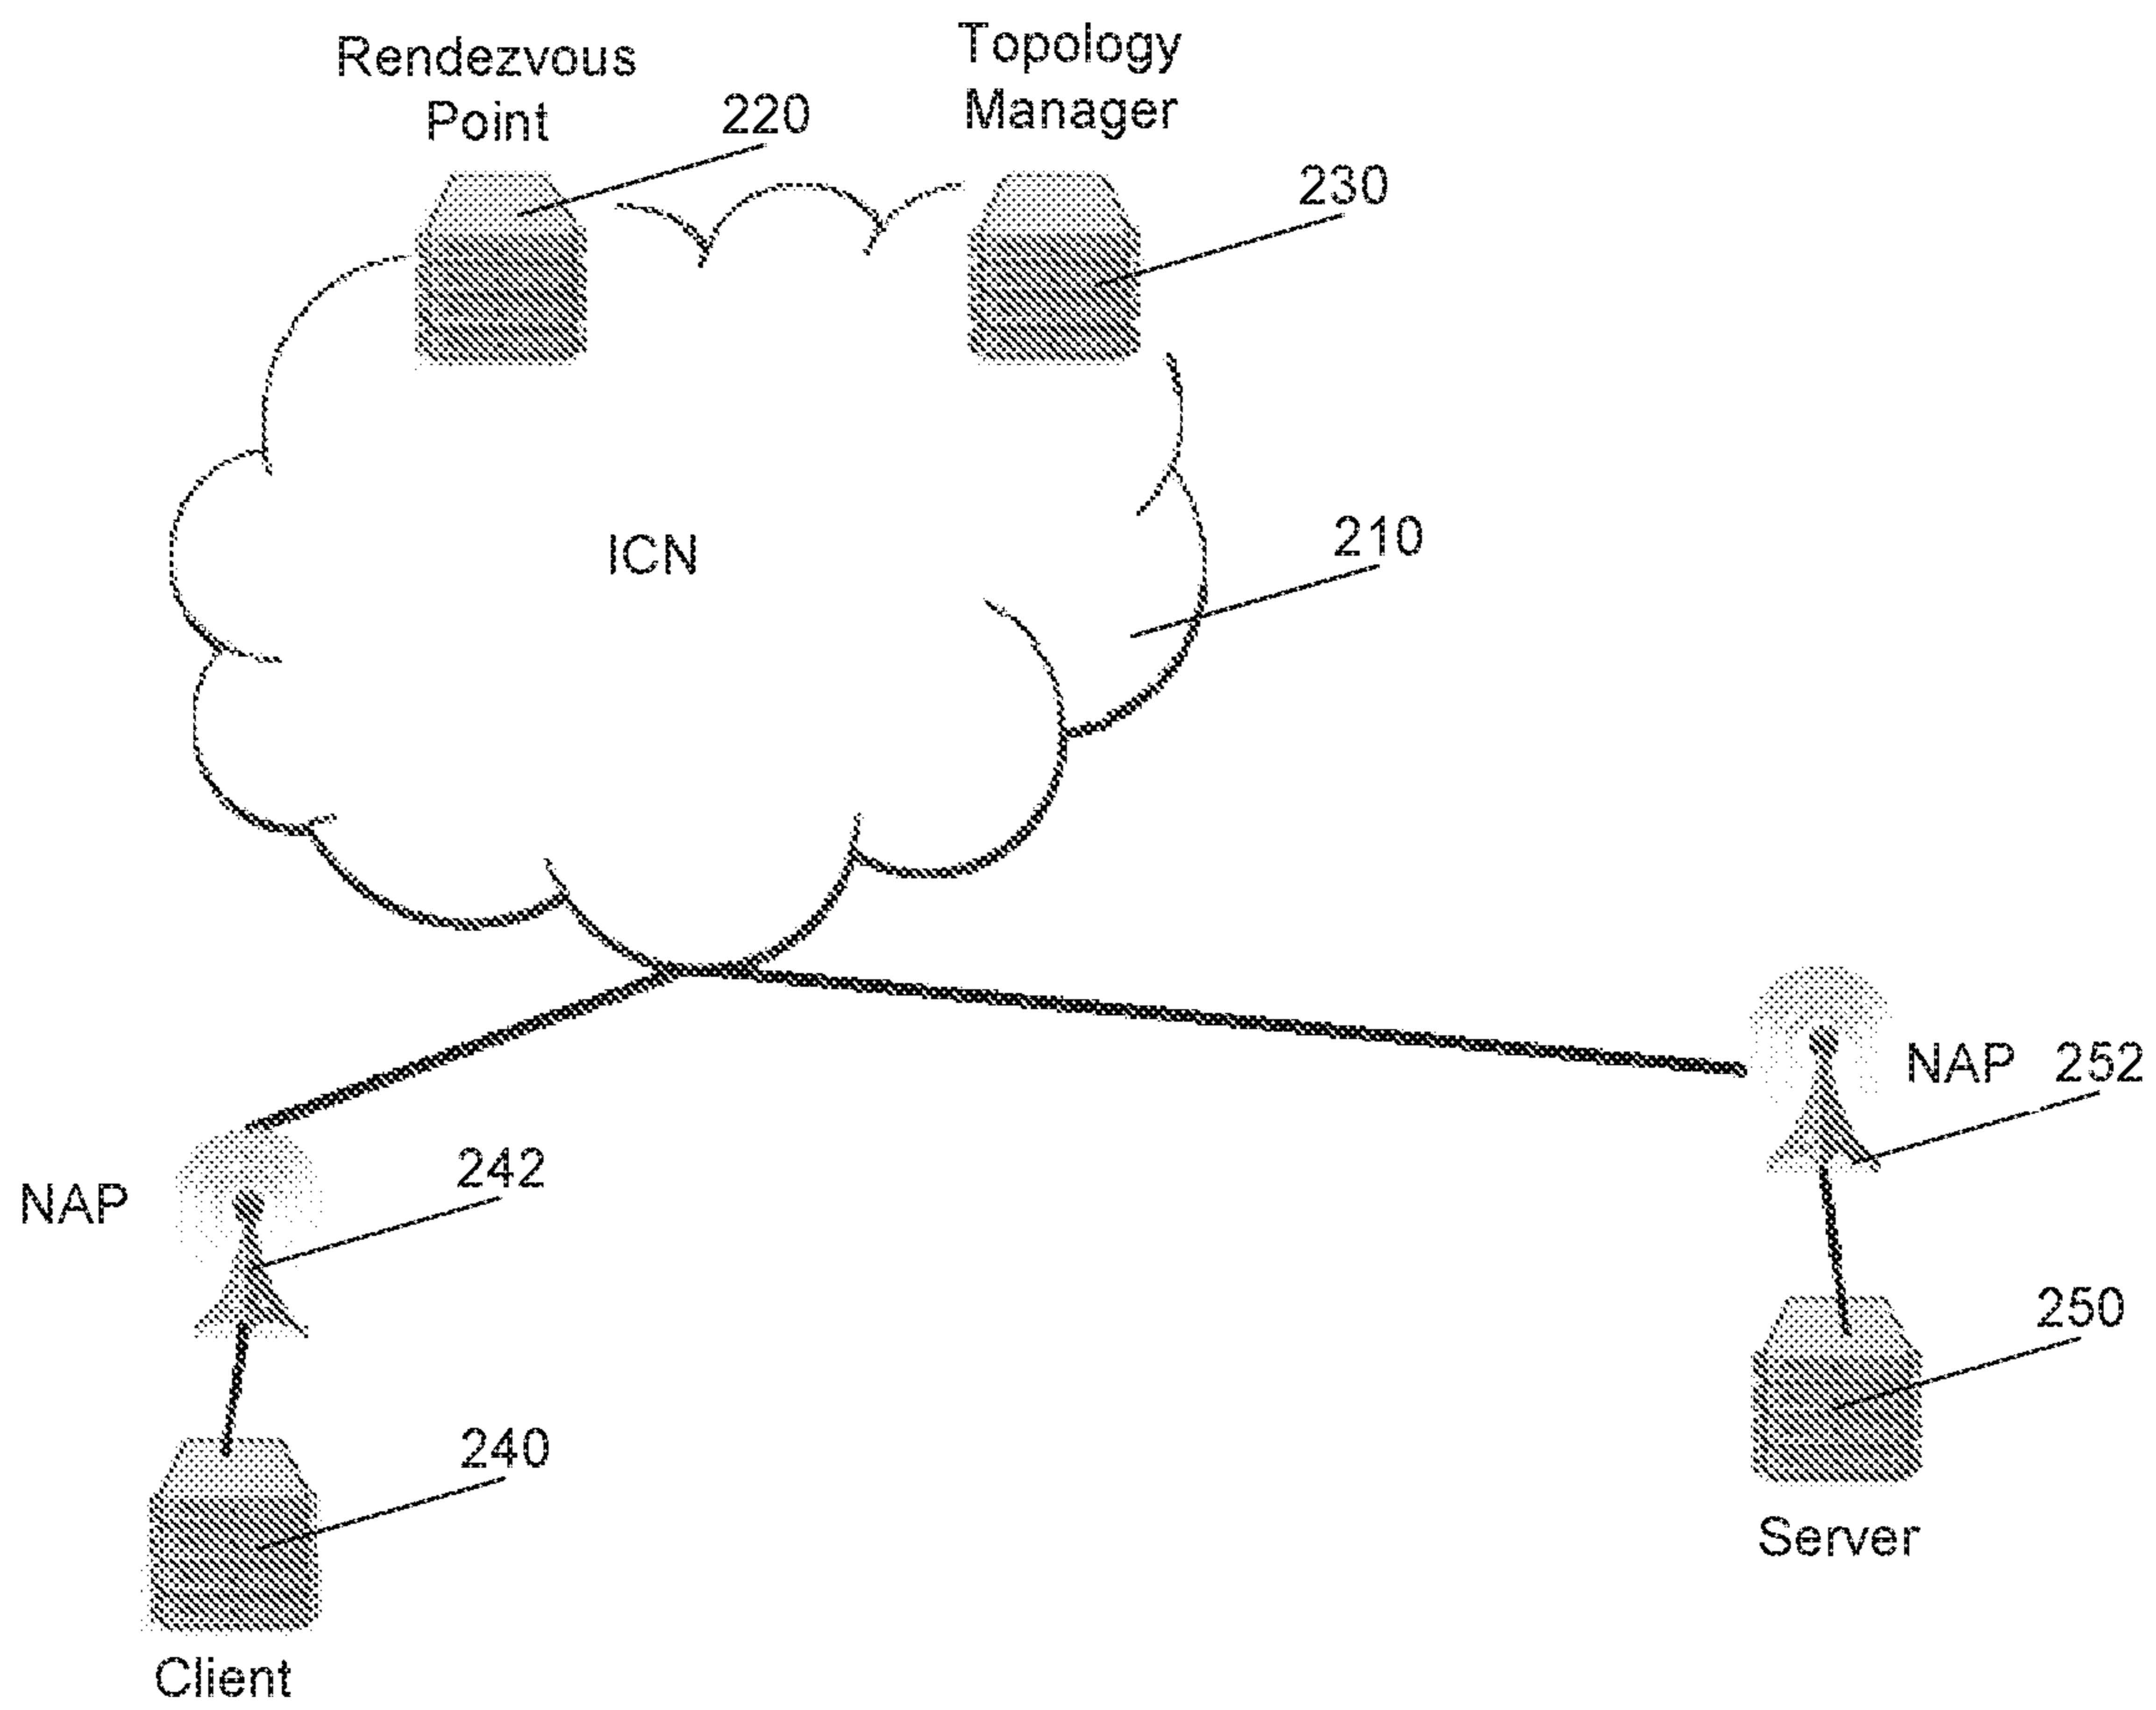 Rendezvous
Point
220
Topology
Manager
230
ICN
210
NAP
242
NAP 252
240
Client
250
Server